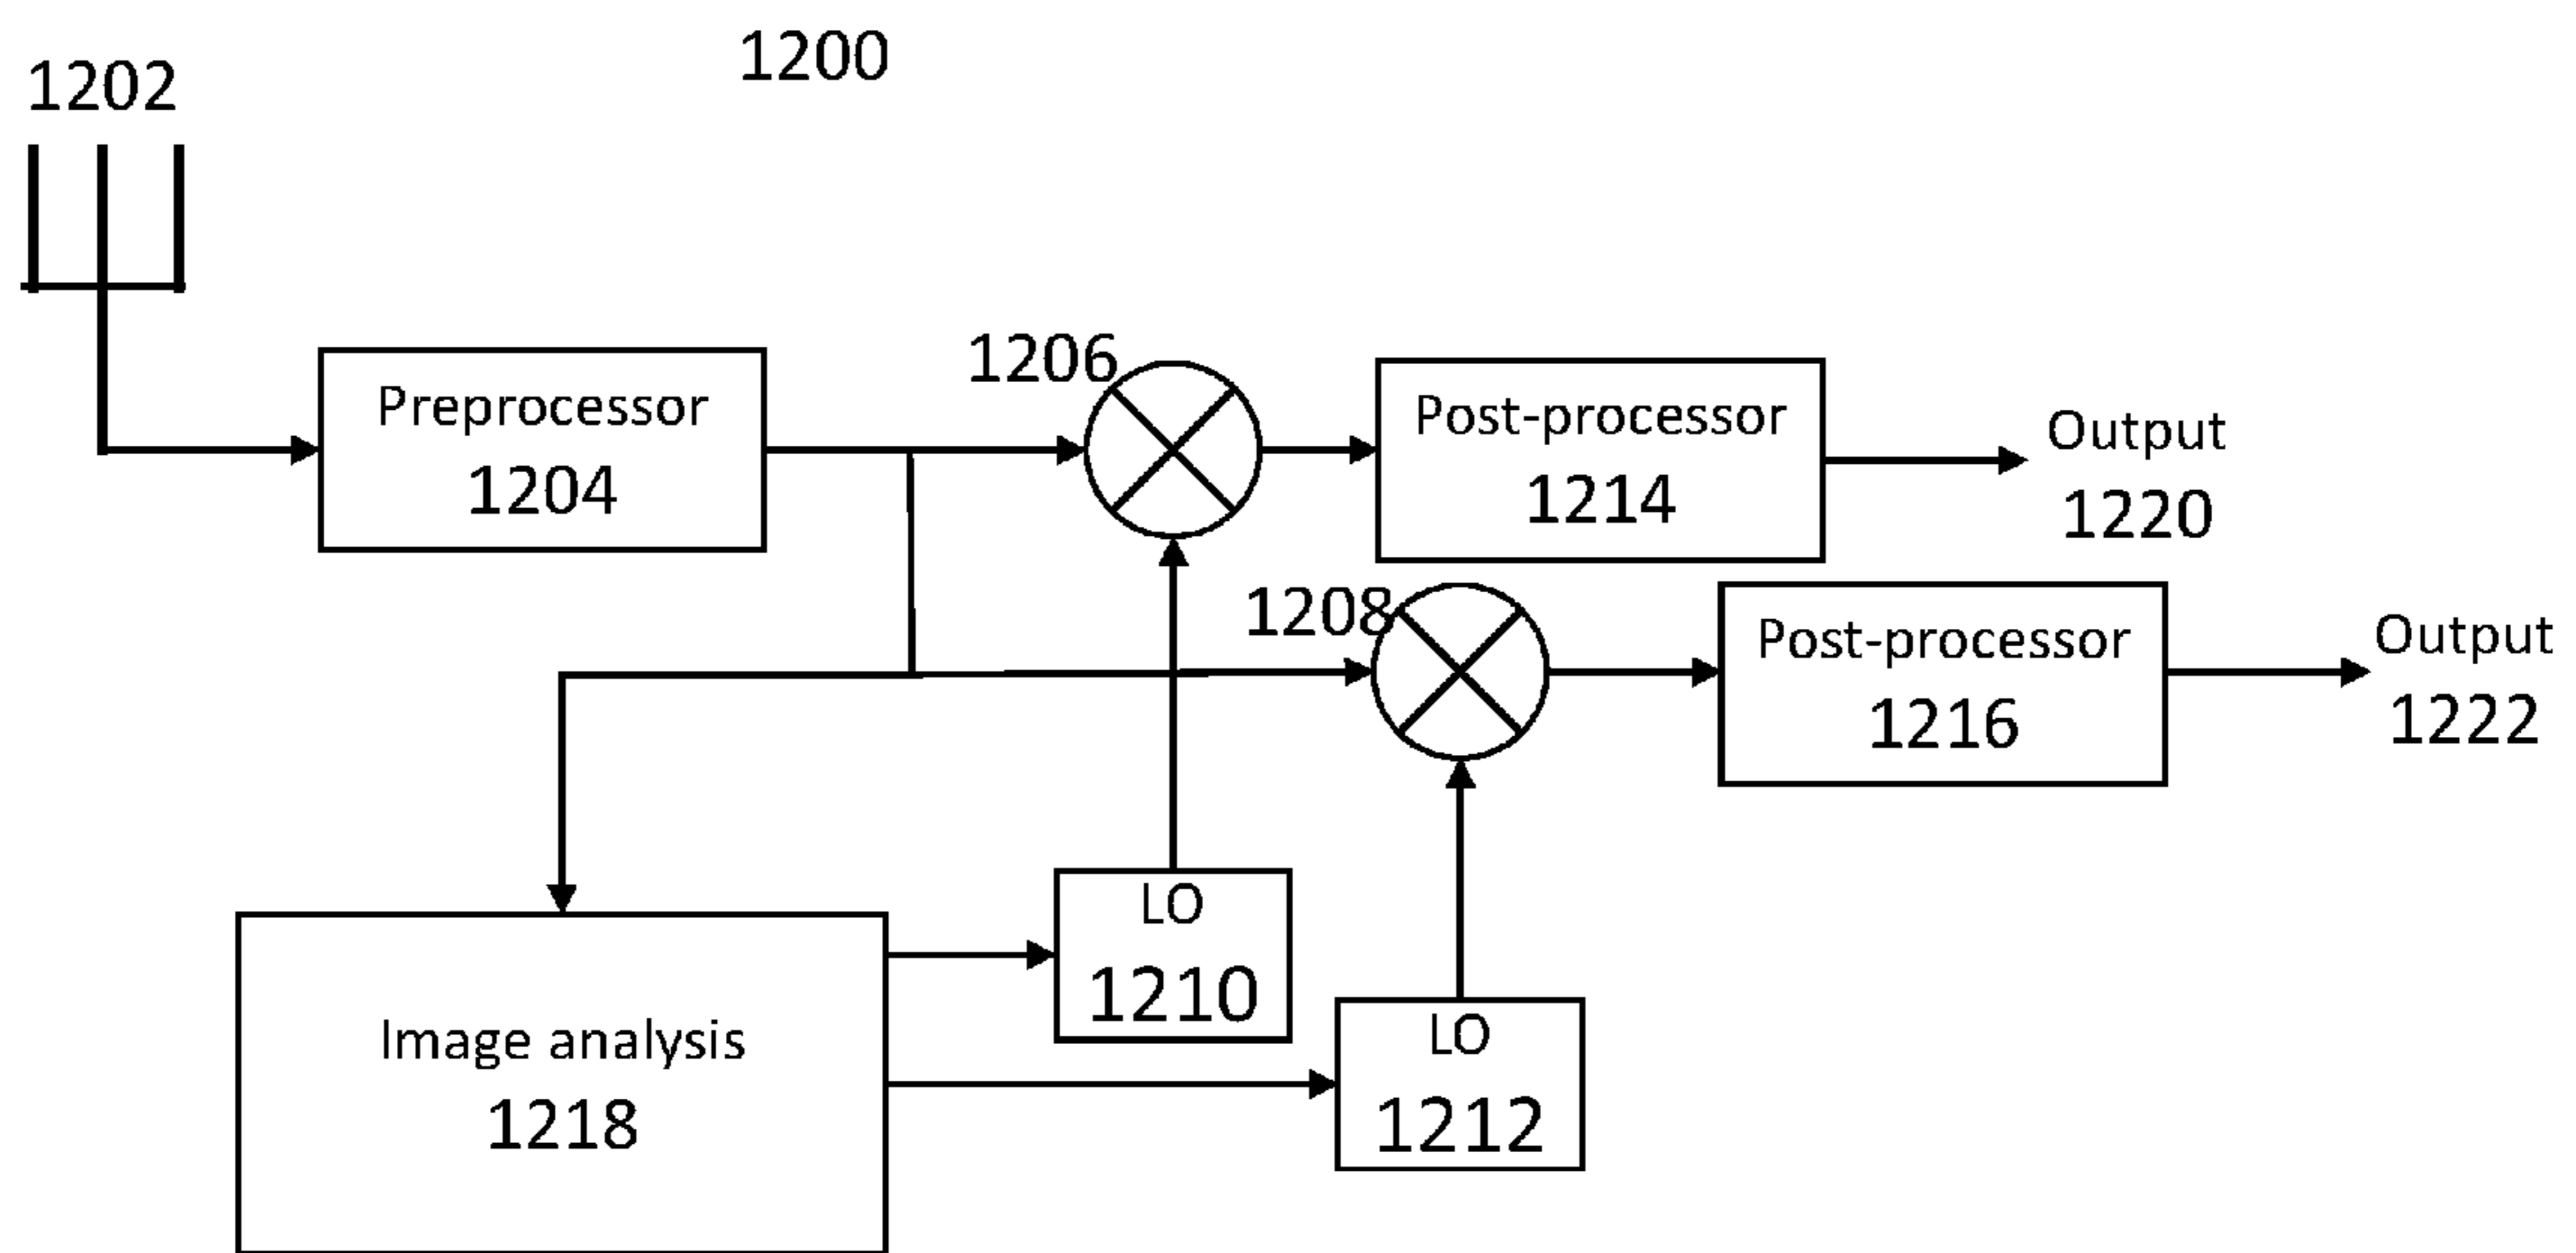 1200
1202
1206
Preprocessor
1204
Post-processor
1214
Output
1220
1208
Post-processor
1216
Output
1222
LO
1210
LO
1212
Image analysis
1218